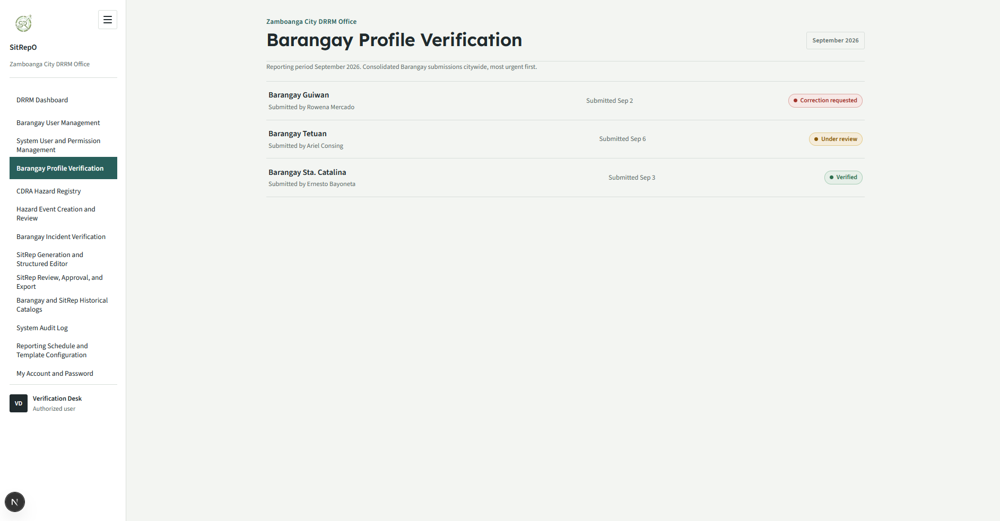 SR
SitRepO
Zamboanga City DRRM Office
DRRM Dashboard
Barangay User Management
System User and Permission
Management
Barangay Profile Verification
CDRA Hazard Registry
Hazard Event Creation and
Review
Barangay Incident Verification
SitRep Generation and
Structured Editor
SitRep Review, Approval, and
Export
Barangay and SitRep Historical
Catalogs
System Audit Log
Reporting Schedule and
Template Configuration
My Account and Password
VD
Verification Desk
Authorized user
N
Zamboanga City DRRM Office
Barangay Profile Verification
September 2026
Reporting period September 2026. Consolidated Barangay submissions citywide, most urgent first.
Barangay Guiwan
Submitted by Rowena Mercado
Submitted Sep 2
Correction requested
Barangay Tetuan
Submitted by Ariel Consing
Submitted Sep 6
Under review
Barangay Sta. Catalina
Submitted by Ernesto Bayoneta
Submitted Sep 3
Verified